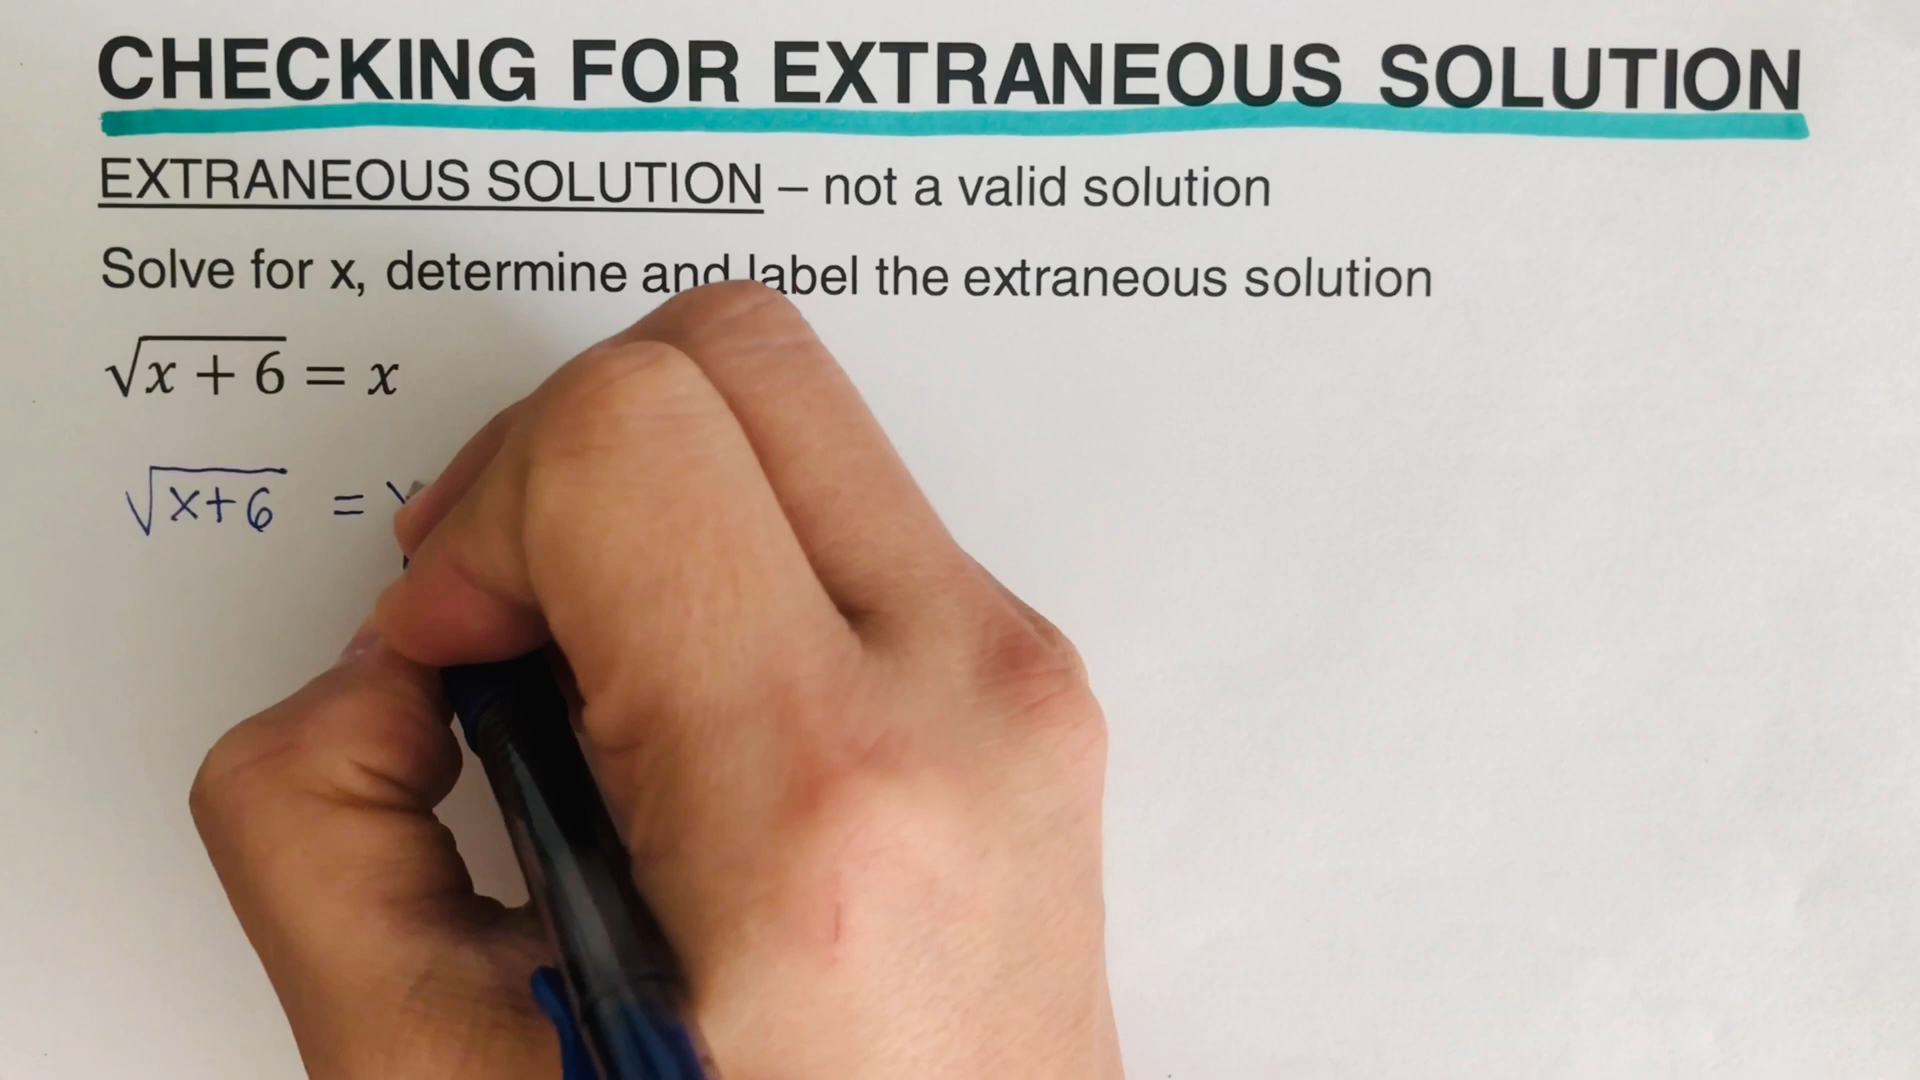 CHECKING FOR EXTRANEOUS SOLUTION
EXTRANEOUS SOLUTION – not a valid solution
Solve for x, determine and label the extraneous solution
√x + 6 = x
√x+6 =